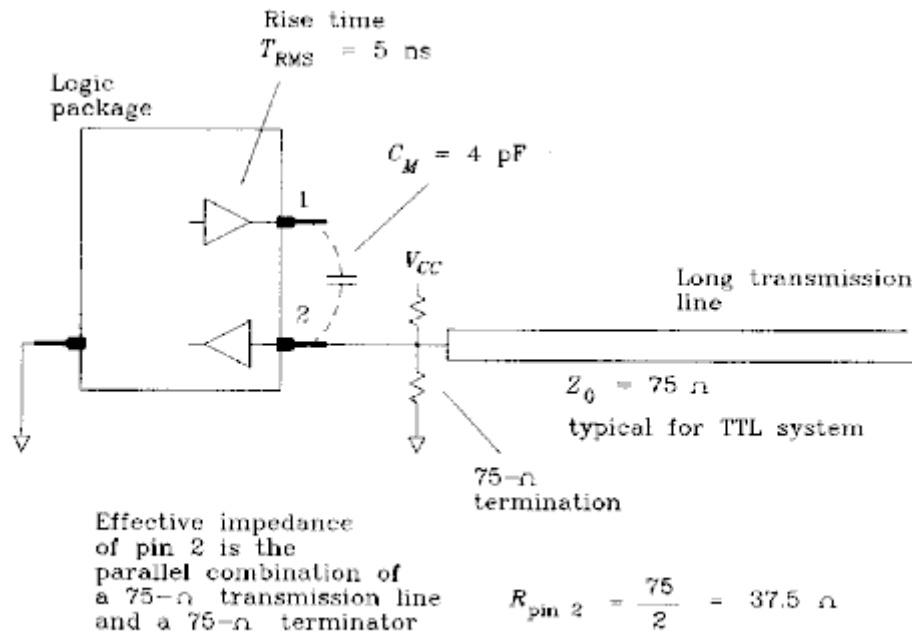 Rise time
T_RMS = 5 ns
Logic
package
C_M = 4 pF
1
V_CC
Long transmission
line
2
Z_0 = 75 Ω
typical for TTL system
75-Ω
termination
Effective impedance
of pin 2 is the
parallel combination of
a 75-Ω transmission line
and a 75-Ω terminator
R_pin 2 = 75/2 = 37.5 Ω